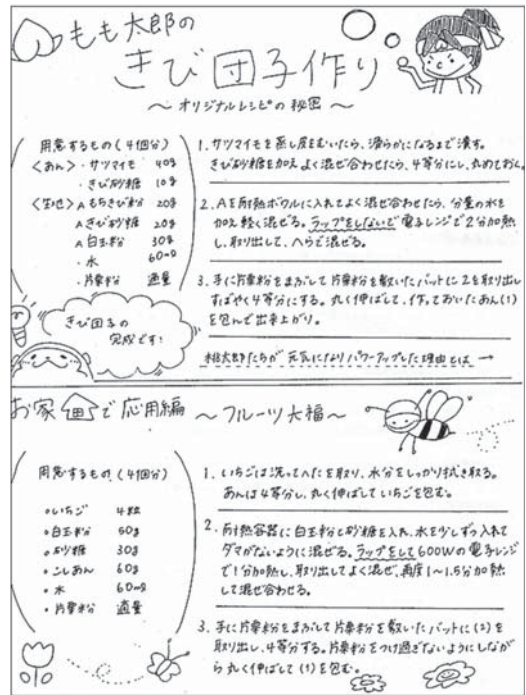 もも太郎の
きび団子作り
～オリジナルレシピの秘密～
用意するもの(4個分)
〈あん〉・サツマイモ 40g
・きび砂糖 10g
〈生地〉Aもちきび粉 20g
Aきび砂糖 20g
A白玉粉 30g
・水 60ml
・片栗粉 適量
きび団子の
完成です!
1.サツマイモを蒸し皮をむいたら、滑らかになるまで潰す。
きび砂糖を加えよく混ぜ合わせたら、4等分にし、丸めておく。
2.Aを耐熱ボウルに入れてよく混ぜ合わせたら、分量の水を
加え軽く混ぜる。ラップをしないで電子レンジで2分加熱
し、取り出して、ヘラで混ぜる。
3.手に片栗粉をまぶして片栗粉を敷いたバットに2を取り出し
すばやく4等分にする。丸く伸ばして、作っておいたあん(1)
を包んで出来上がり。
桃太郎たちが元気になりパワーアップした理由とは→
お家で応用編 ～フルーツ大福～
用意するもの(4個分)
・いちご 4粒
・白玉粉 50g
・砂糖 30g
・こしあん 60g
・水 60ml
・片栗粉 適量
1.いちごは洗ってへたを取り、水分をしっかり拭き取る。
あんは4等分し、丸く伸ばしていちごを包む。
2.耐熱容器に白玉粉と砂糖を入れ、水を少しずつ入れて
ダマがないように混ぜる。ラップをして600Wの電子レンジ
で1分加熱し、取り出してよく混ぜ、再度1～1.5分加熱
して混ぜ合わせる。
3.手に片栗粉をまぶして片栗粉を敷いたバットに(2)を
取り出し、4等分する。片栗粉をつけ過ぎないようにしなが
ら丸く伸ばして(1)を包む。